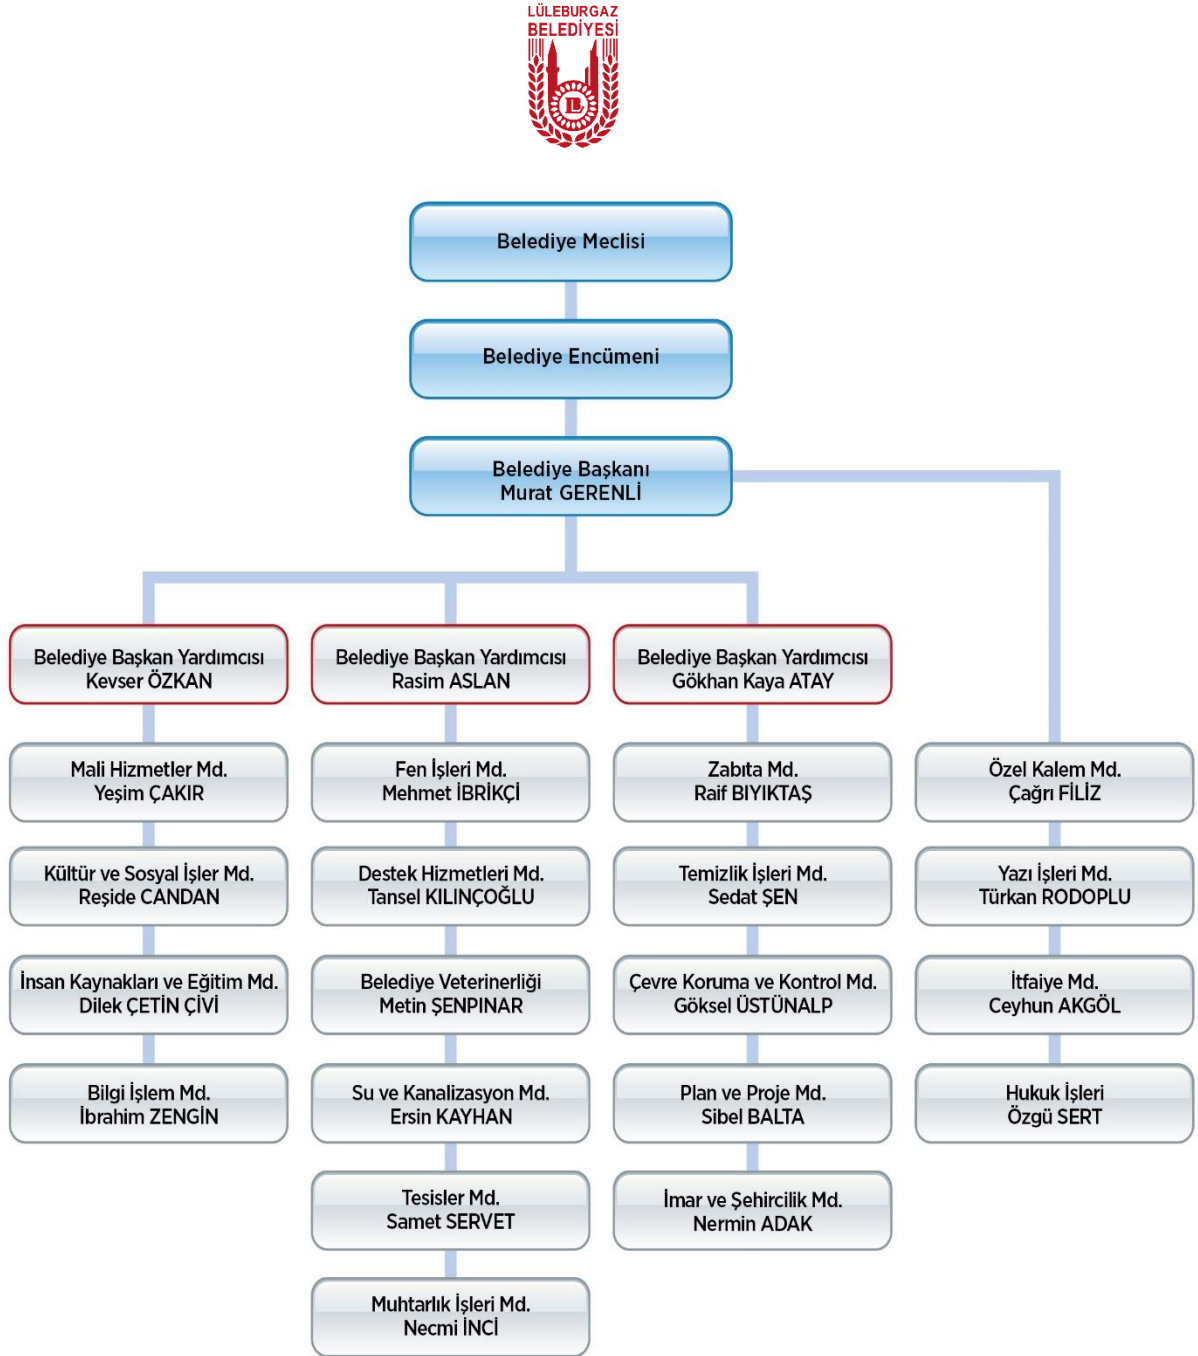 LÜLEBURGAZ
BELEDİYESİ
Belediye Meclisi
Belediye Encümeni
Belediye Başkanı
Murat GERENLİ
Belediye Başkan Yardımcısı
Kevser ÖZKAN
Mali Hizmetler Md.
Yeşim ÇAKIR
Kültür ve Sosyal İşler Md.
Reşide CANDAN
İnsan Kaynakları ve Eğitim Md.
Dilek ÇETİN ÇİVİ
Bilgi İşlem Md.
İbrahim ZENGİN
Belediye Başkan Yardımcısı
Rasim ASLAN
Fen İşleri Md.
Mehmet İBRİKÇİ
Destek Hizmetleri Md.
Tansel KILINÇOĞLU
Belediye Veterinerliği
Metin ŞENPINAR
Su ve Kanalizasyon Md.
Ersin KAYHAN
Tesisler Md.
Samet SERVET
Muhtarlık İşleri Md.
Necmi İNCİ
Belediye Başkan Yardımcısı
Gökhan Kaya ATAY
Zabıta Md.
Raif BIYIKTAŞ
Temizlik İşleri Md.
Sedat ŞEN
Çevre Koruma ve Kontrol Md.
Göksel ÜSTÜNALP
Plan ve Proje Md.
Sibel BALTA
İmar ve Şehircilik Md.
Nermin ADAK
Özel Kalem Md.
Çağrı FİLİZ
Yazı İşleri Md.
Türkan RODOPLU
İtfaiye Md.
Ceyhun AKGÖL
Hukuk İşleri
Özgü SERT